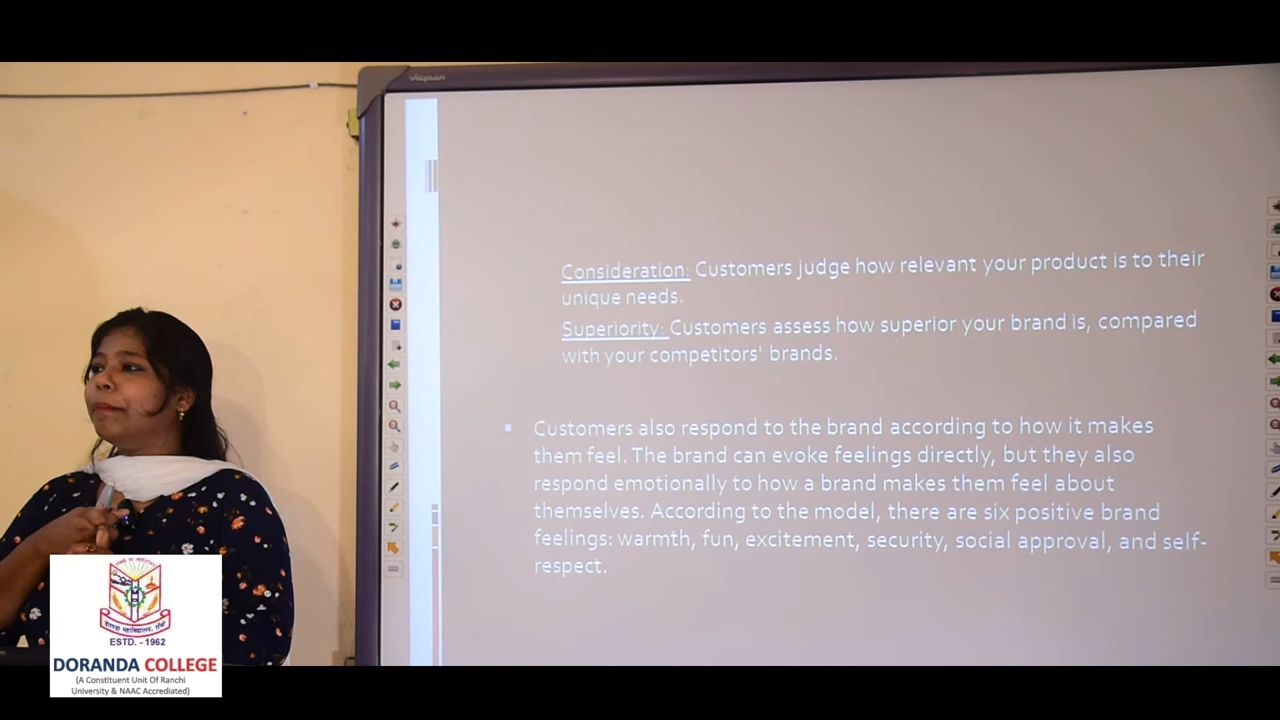 Consideration: Customers judge how relevant your product is to their
unique needs.
Superiority: Customers assess how superior your brand is, compared
with your competitors' brands.
▪ Customers also respond to the brand according to how it makes
them feel. The brand can evoke feelings directly, but they also
respond emotionally to how a brand makes them feel about
themselves. According to the model, there are six positive brand
feelings: warmth, fun, excitement, security, social approval, and self-
respect.
ESTD. - 1962
DORANDA COLLEGE
(A Constituent Unit Of Ranchi
University & NAAC Accredited)